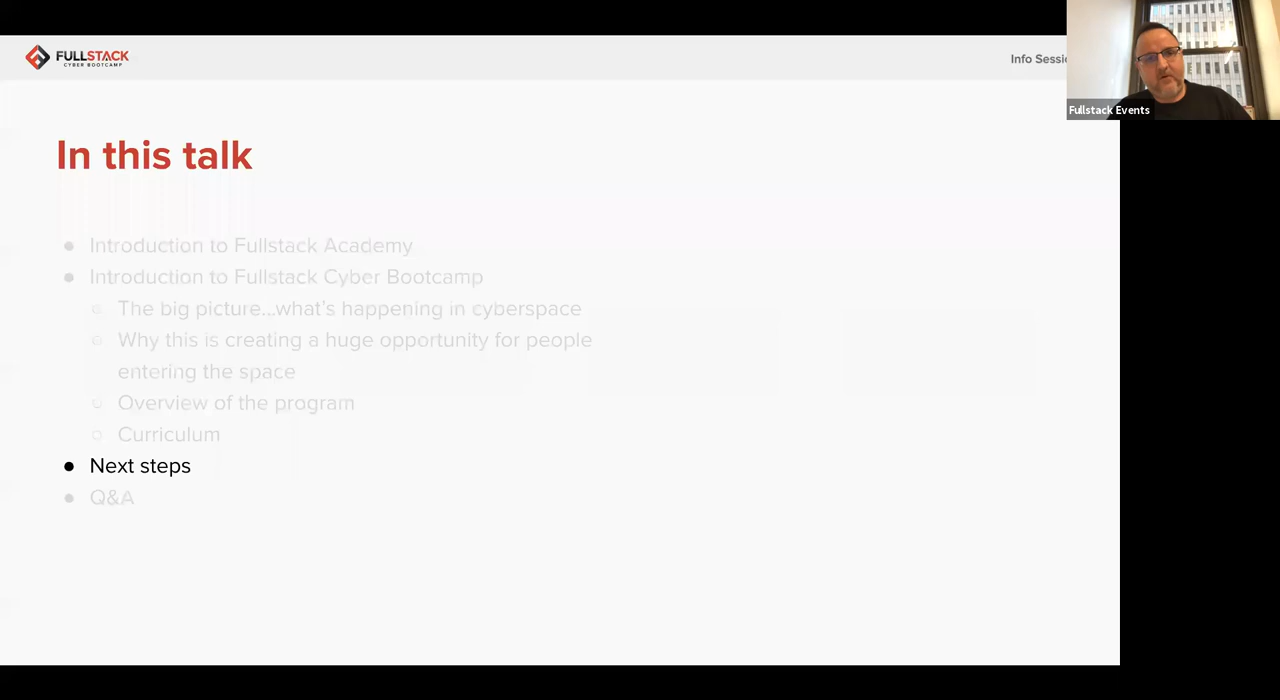 FULLSTACK
CYBER BOOTCAMP
Info Sessi
Fullstack Events
In this talk
● Introduction to Fullstack Academy
● Introduction to Fullstack Cyber Bootcamp
○ The big picture...what's happening in cyberspace
○ Why this is creating a huge opportunity for people
entering the space
○ Overview of the program
○ Curriculum
● Next steps
● Q&A